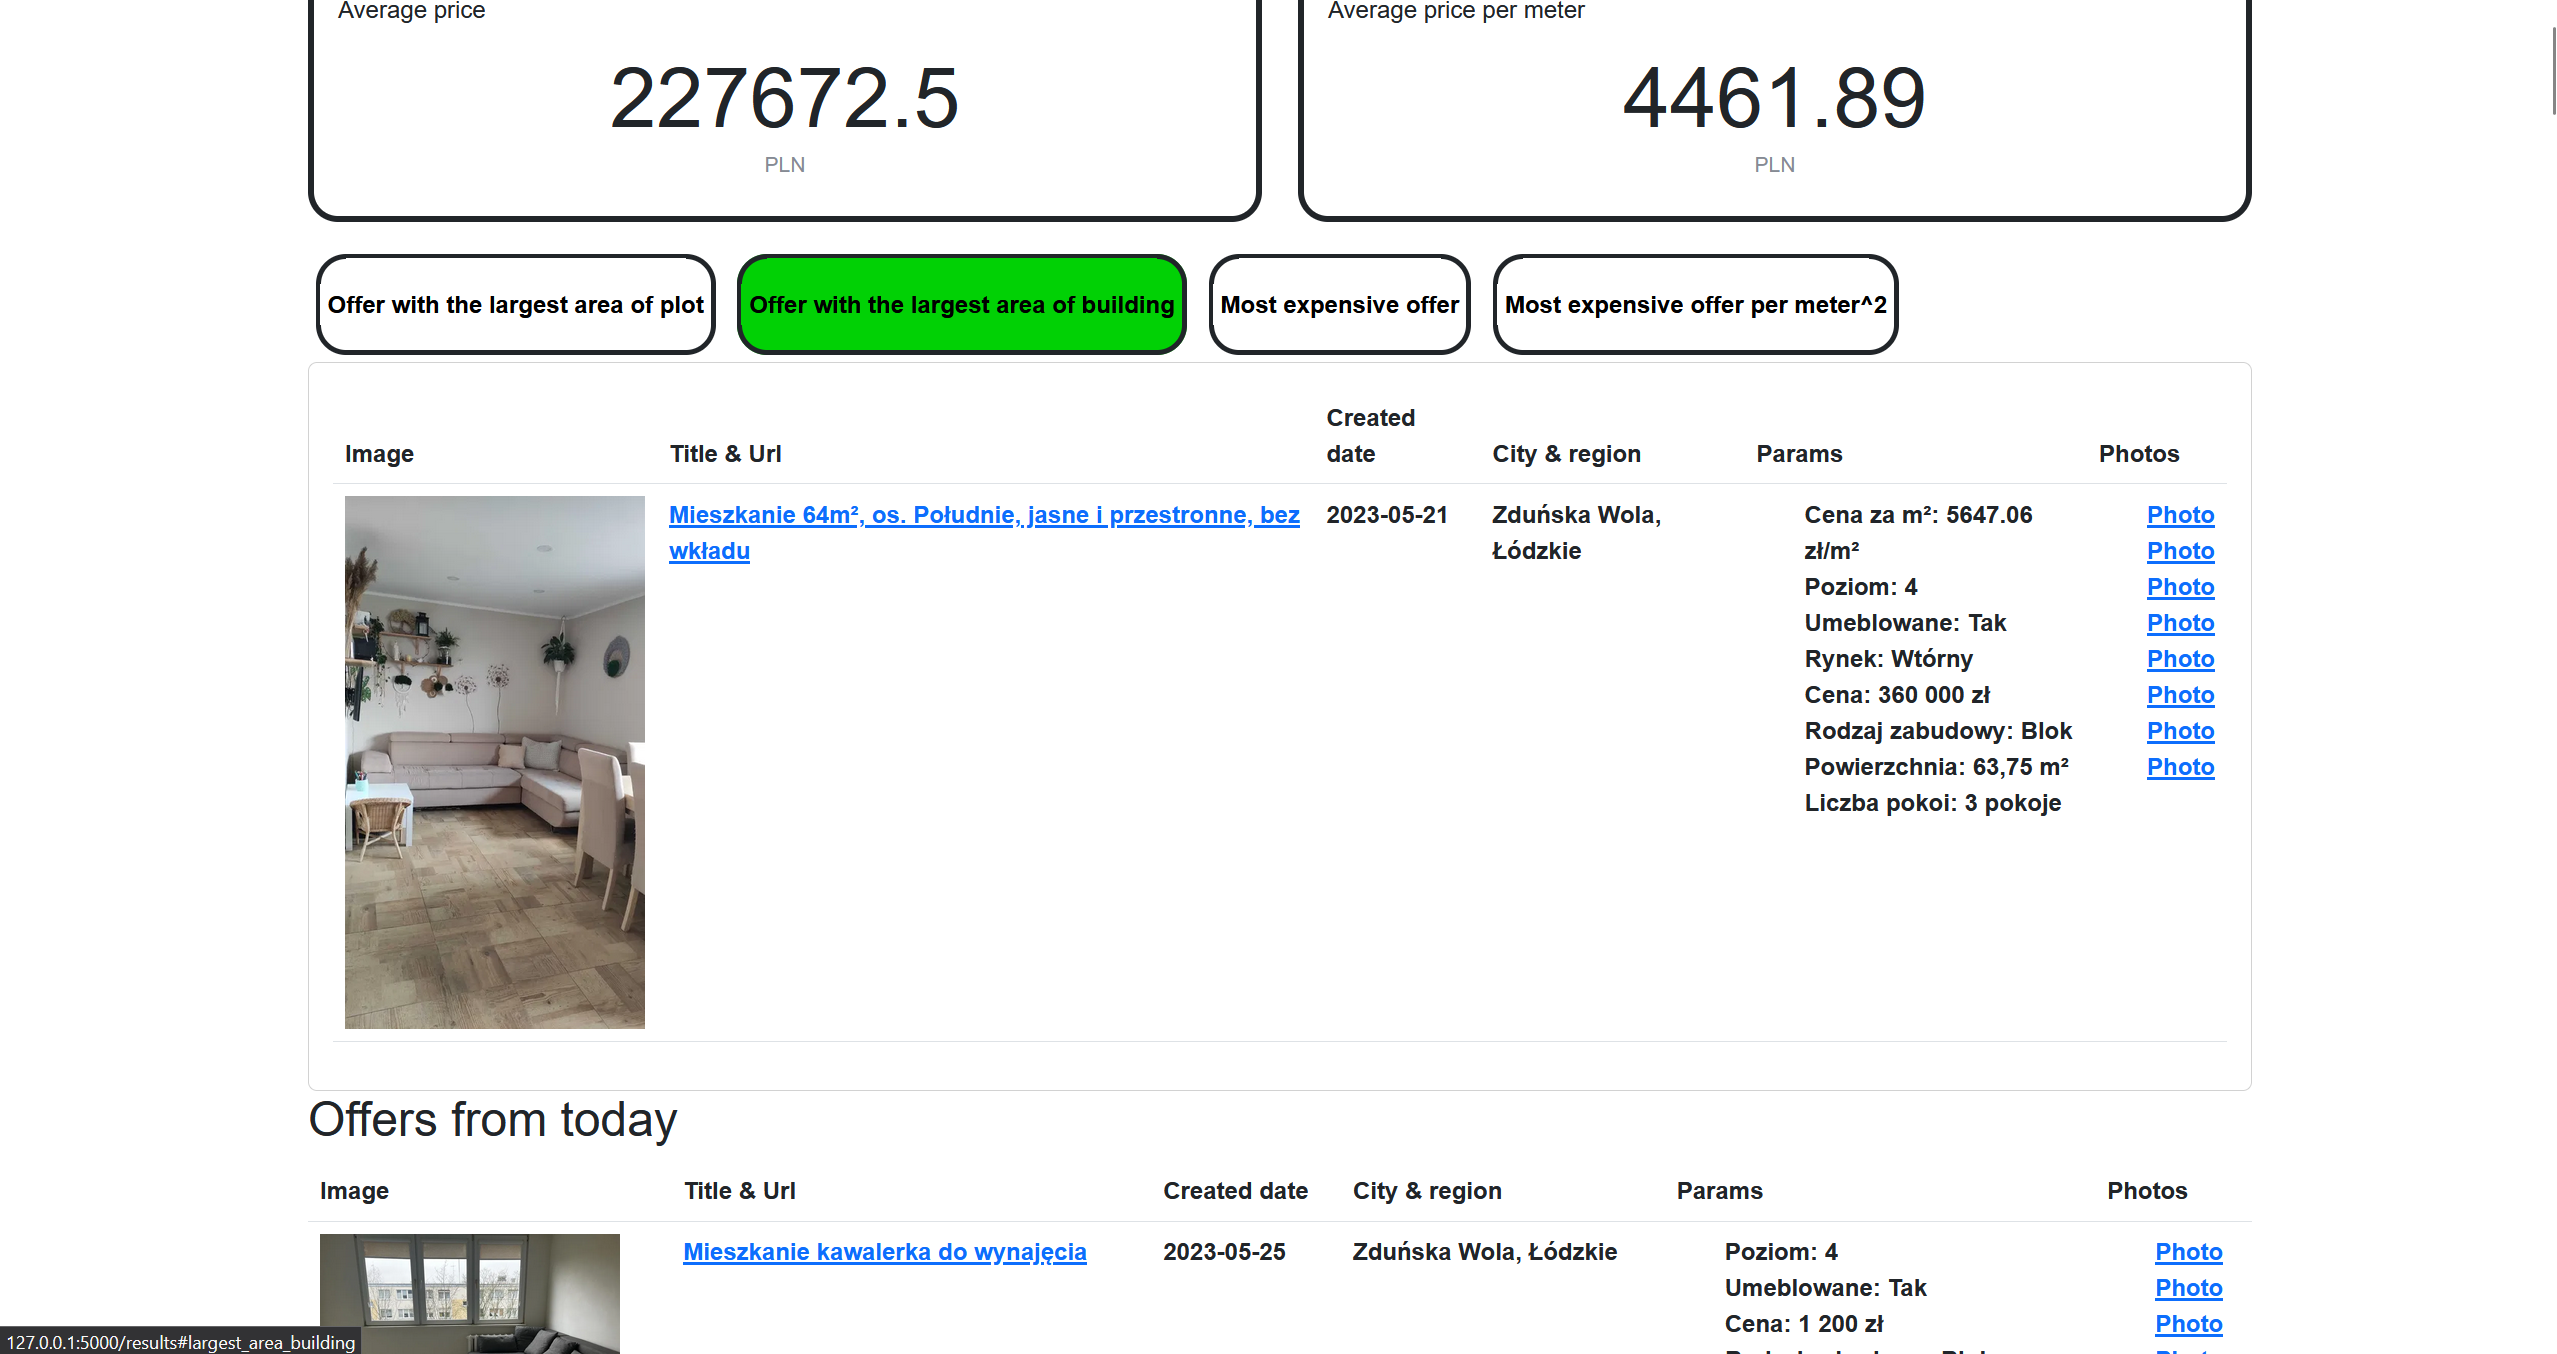 Average price
Average price per meter
227672.5
4461.89
PLN
PLN
Offer with the largest area of plot
Offer with the largest area of building
Most expensive offer
Most expensive offer per meter^2
Image
Title & Url
Created
date
City & region
Params
Photos
Mieszkanie 64m², os. Południe, jasne i przestronne, bez
wkładu
2023-05-21
Zduńska Wola,
Łódzkie
Cena za m²: 5647.06
zł/m²
Poziom: 4
Umeblowane: Tak
Rynek: Wtórny
Cena: 360 000 zł
Rodzaj zabudowy: Blok
Powierzchnia: 63,75 m²
Liczba pokoi: 3 pokoje
Photo
Photo
Photo
Photo
Photo
Photo
Photo
Photo
Offers from today
Image
Title & Url
Created date
City & region
Params
Photos
Mieszkanie kawalerka do wynajęcia
2023-05-25
Zduńska Wola, Łódzkie
Poziom: 4
Umeblowane: Tak
Cena: 1 200 zł
Photo
Photo
Photo
127.0.0.1:5000/results#largest_area_building